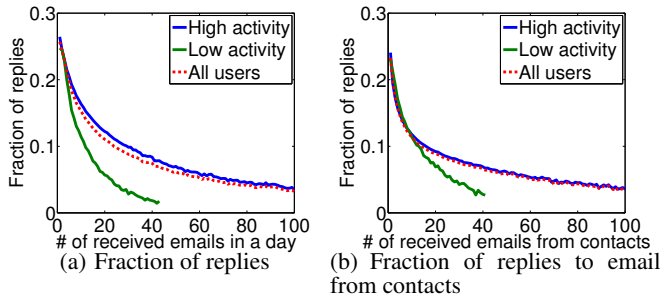 0.3
0.2
0.1
0
Fraction of replies
High activity
Low activity
All users
0 20 40 60 80 100
# of received emails in a day
(a) Fraction of replies
0.3
0.2
0.1
0
Fraction of replies
High activity
Low activity
All users
0 20 40 60 80 100
# of received emails from contacts
(b) Fraction of replies to email
from contacts